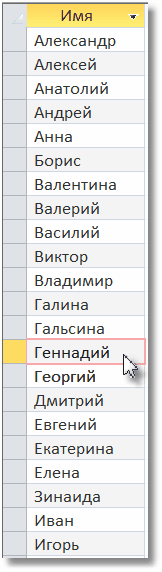 Имя
Александр
Алексей
Анатолий
Андрей
Анна
Борис
Валентина
Валерий
Василий
Виктор
Владимир
Галина
Гальсина
Геннадий
Георгий
Дмитрий
Евгений
Екатерина
Елена
Зинаида
Иван
Игорь